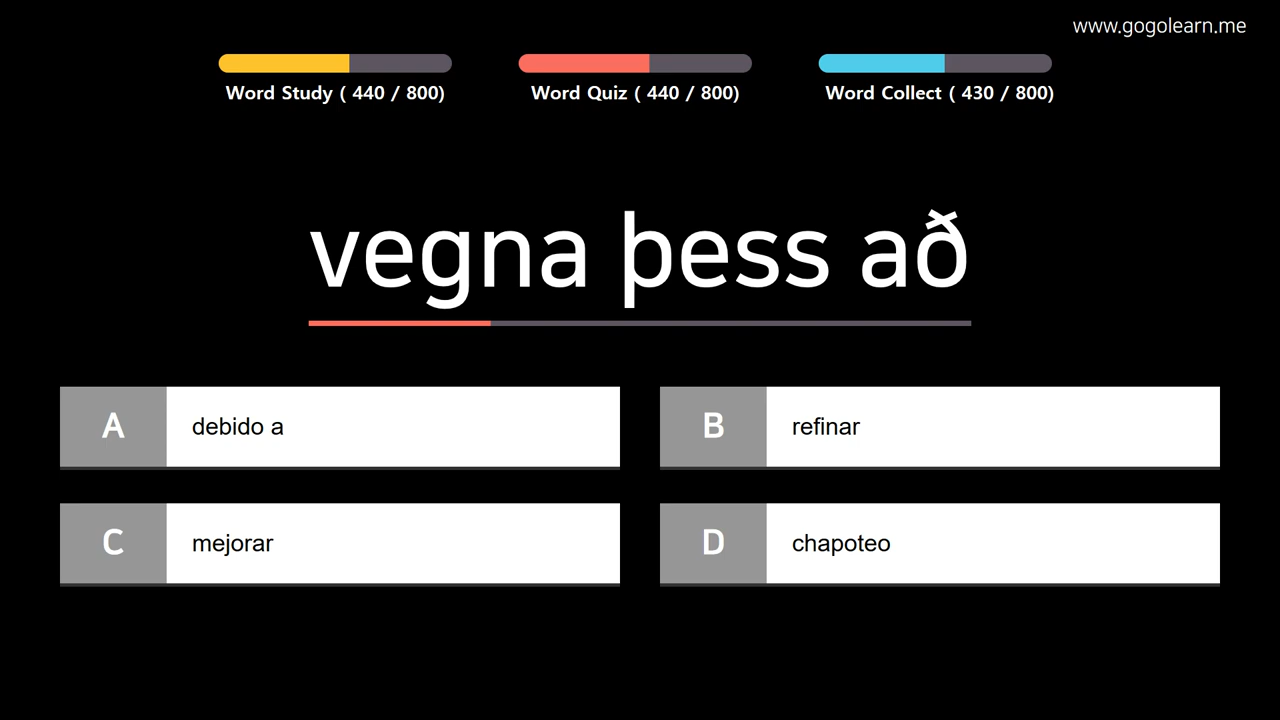 www.gogolearn.me
Word Study ( 440 / 800)
Word Quiz ( 440 / 800)
Word Collect ( 430 / 800)
vegna þess að
A debido a
B refinar
C mejorar
D chapoteo